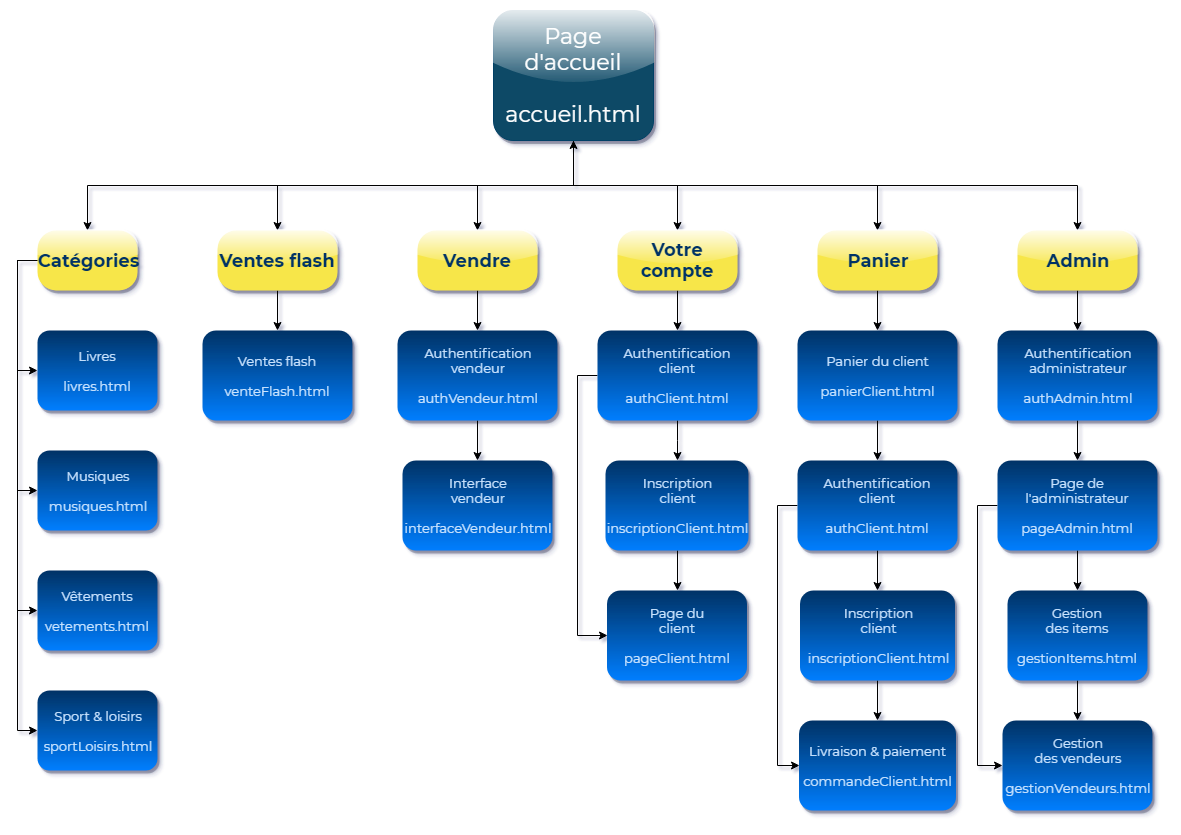 Page
d'accueil
accueil.html
Catégories
Ventes flash
Vendre
Votre
compte
Panier
Admin
Livres
livres.html
Musiques
musiques.html
Vêtements
vetements.html
Sport & loisirs
sportLoisirs.html
Ventes flash
venteFlash.html
Authentification
vendeur
authVendeur.html
Interface
vendeur
interfaceVendeur.html
Authentification
client
authClient.html
Inscription
client
inscriptionClient.html
Page du
client
pageClient.html
Panier du client
panierClient.html
Authentification
client
authClient.html
Inscription
client
inscriptionClient.html
Livraison & paiement
commandeClient.html
Authentification
administrateur
authAdmin.html
Page de
l'administrateur
pageAdmin.html
Gestion
des items
gestionItems.html
Gestion
des vendeurs
gestionVendeurs.html